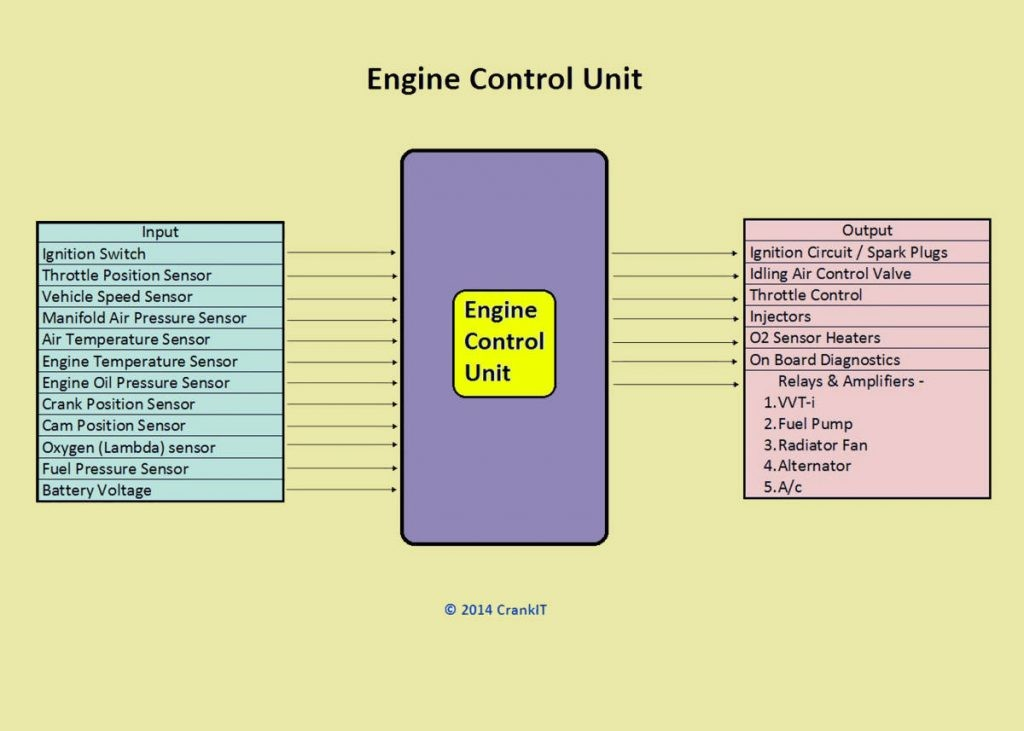 Engine Control Unit
Input
Ignition Switch
Throttle Position Sensor
Vehicle Speed Sensor
Manifold Air Pressure Sensor
Air Temperature Sensor
Engine Temperature Sensor
Engine Oil Pressure Sensor
Crank Position Sensor
Cam Position Sensor
Oxygen (Lambda) sensor
Fuel Pressure Sensor
Battery Voltage
Engine
Control
Unit
Output
Ignition Circuit / Spark Plugs
Idling Air Control Valve
Throttle Control
Injectors
O2 Sensor Heaters
On Board Diagnostics
Relays & Amplifiers -
1.VVT-i
2.Fuel Pump
3.Radiator Fan
4.Alternator
5.A/c
© 2014 CrankIT